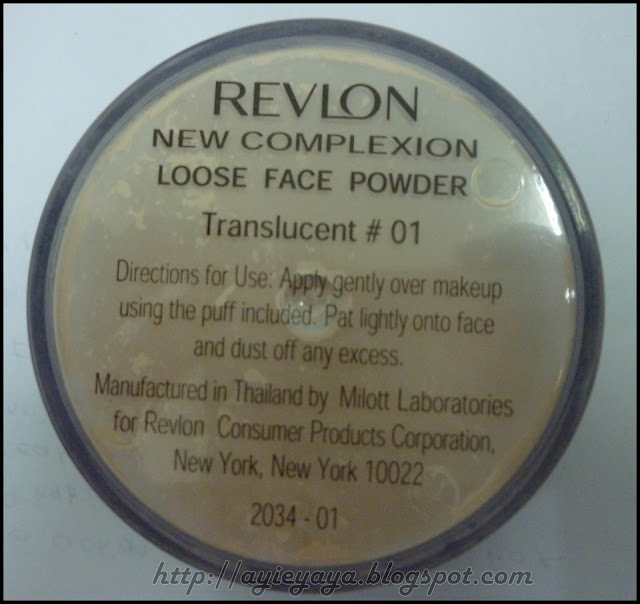 REVLON
NEW COMPLEXION
LOOSE FACE POWDER
Translucent # 01
Directions for Use: Apply gently over makeup
using the puff included. Pat lightly onto face
and dust off any excess.
Manufactured in Thailand by Milott Laboratories
for Revlon Consumer Products Corporation,
New York, New York 10022
2034 - 01
http://ayieyaya.blogspot.com